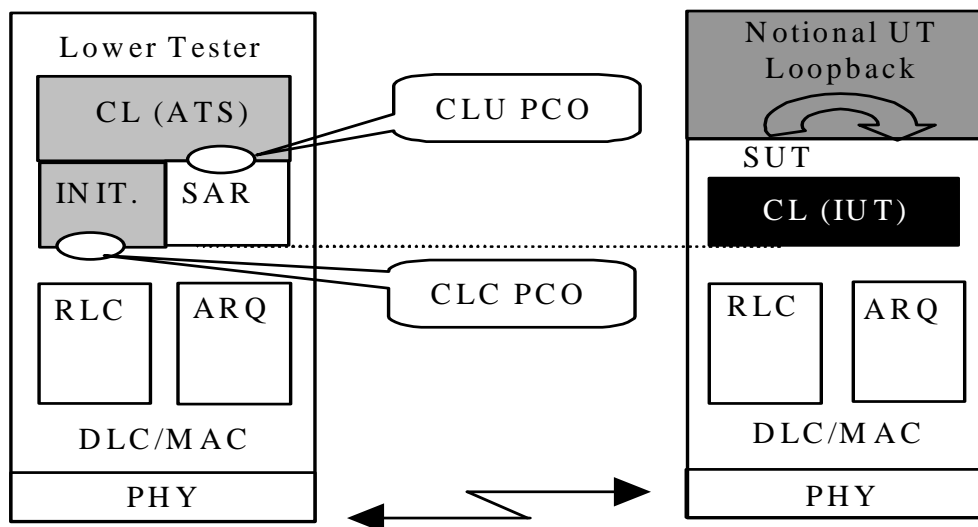 Lower Tester
CL (ATS)
INIT.
SAR
RLC
ARQ
DLC/MAC
PHY
CLU PCO
CLC PCO
Notional UT
Loopback
SUT
CL (IUT)
RLC
ARQ
DLC/MAC
PHY